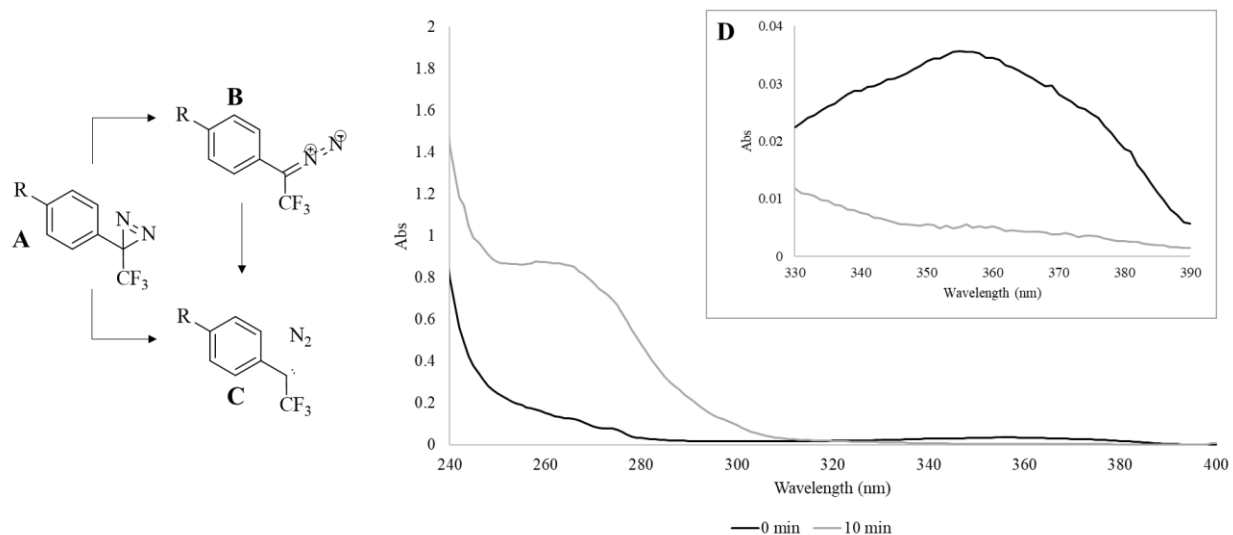 B
R
N
⊕
N
⊖
CF3
R
A
N
N
CF3
R
N2
C
CF3
Abs
2
1.8
1.6
1.4
1.2
1
0.8
0.6
0.4
0.2
0
240 260 280 300 320 340 360 380 400
Wavelength (nm)
0 min 10 min
D
Abs
0.04
0.03
0.02
0.01
0
330 340 350 360 370 380 390
Wavelength (nm)